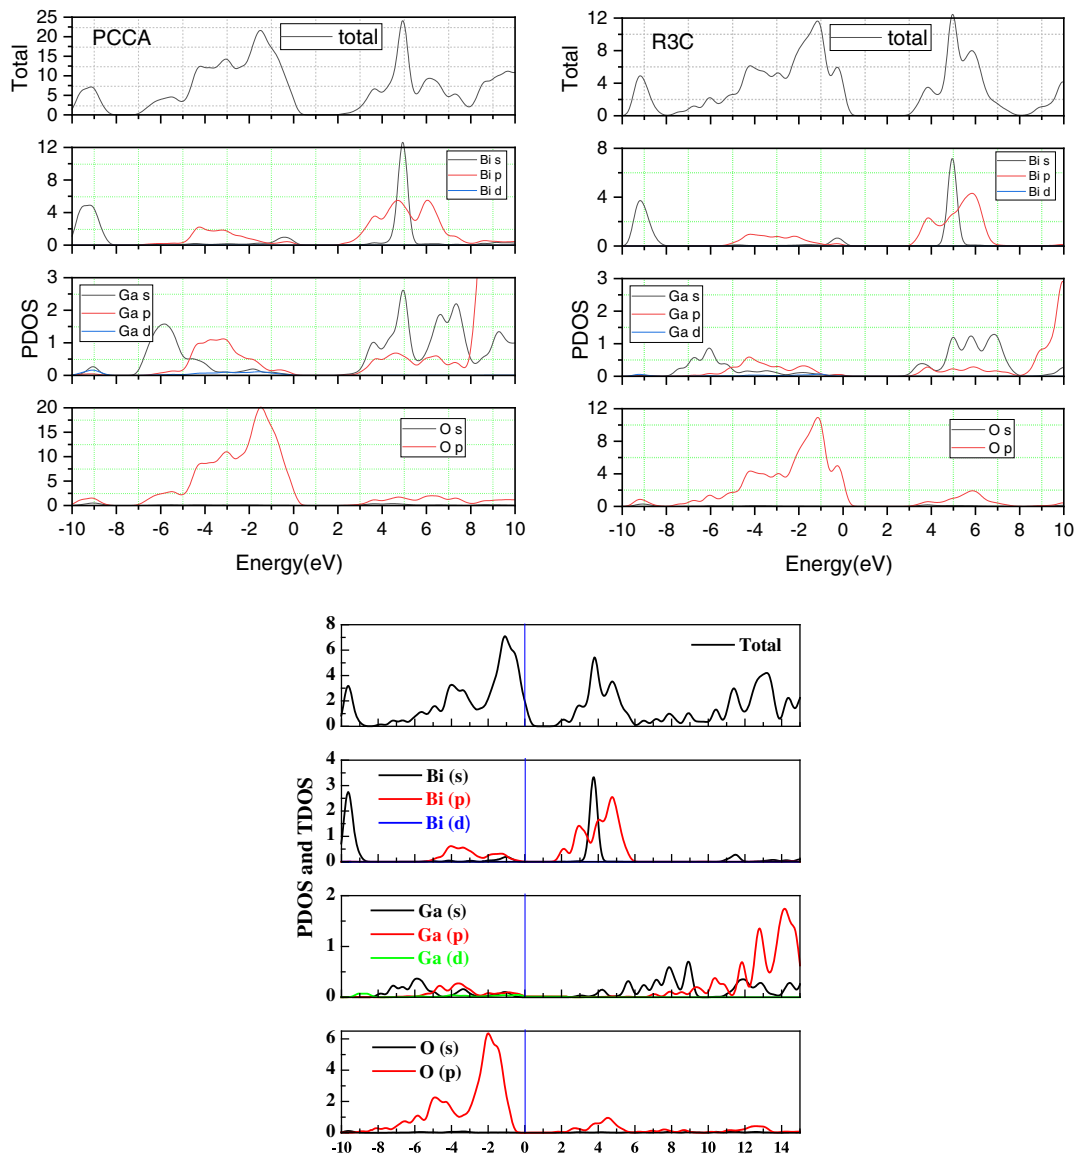 PCCA
total
Total
25
20
15
10
5
0
Bi s
Bi p
Bi d
12
8
4
0
Ga s
Ga p
Ga d
PDOS
3
2
1
0
O s
O p
20
15
10
5
0
-10 -8 -6 -4 -2 0 2 4 6 8 10
Energy(eV)
R3C
total
Total
12
8
4
0
Bi s
Bi p
Bi d
8
4
0
Ga s
Ga p
Ga d
PDOS
3
2
1
0
O s
O p
12
8
4
0
-10 -8 -6 -4 -2 0 2 4 6 8 10
Energy(eV)
Total
8
6
4
2
0
PDOS and TDOS
Bi (s)
Bi (p)
Bi (d)
4
3
2
1
0
Ga (s)
Ga (p)
Ga (d)
2
1
0
O (s)
O (p)
6
4
2
0
-10 -8 -6 -4 -2 0 2 4 6 8 10 12 14